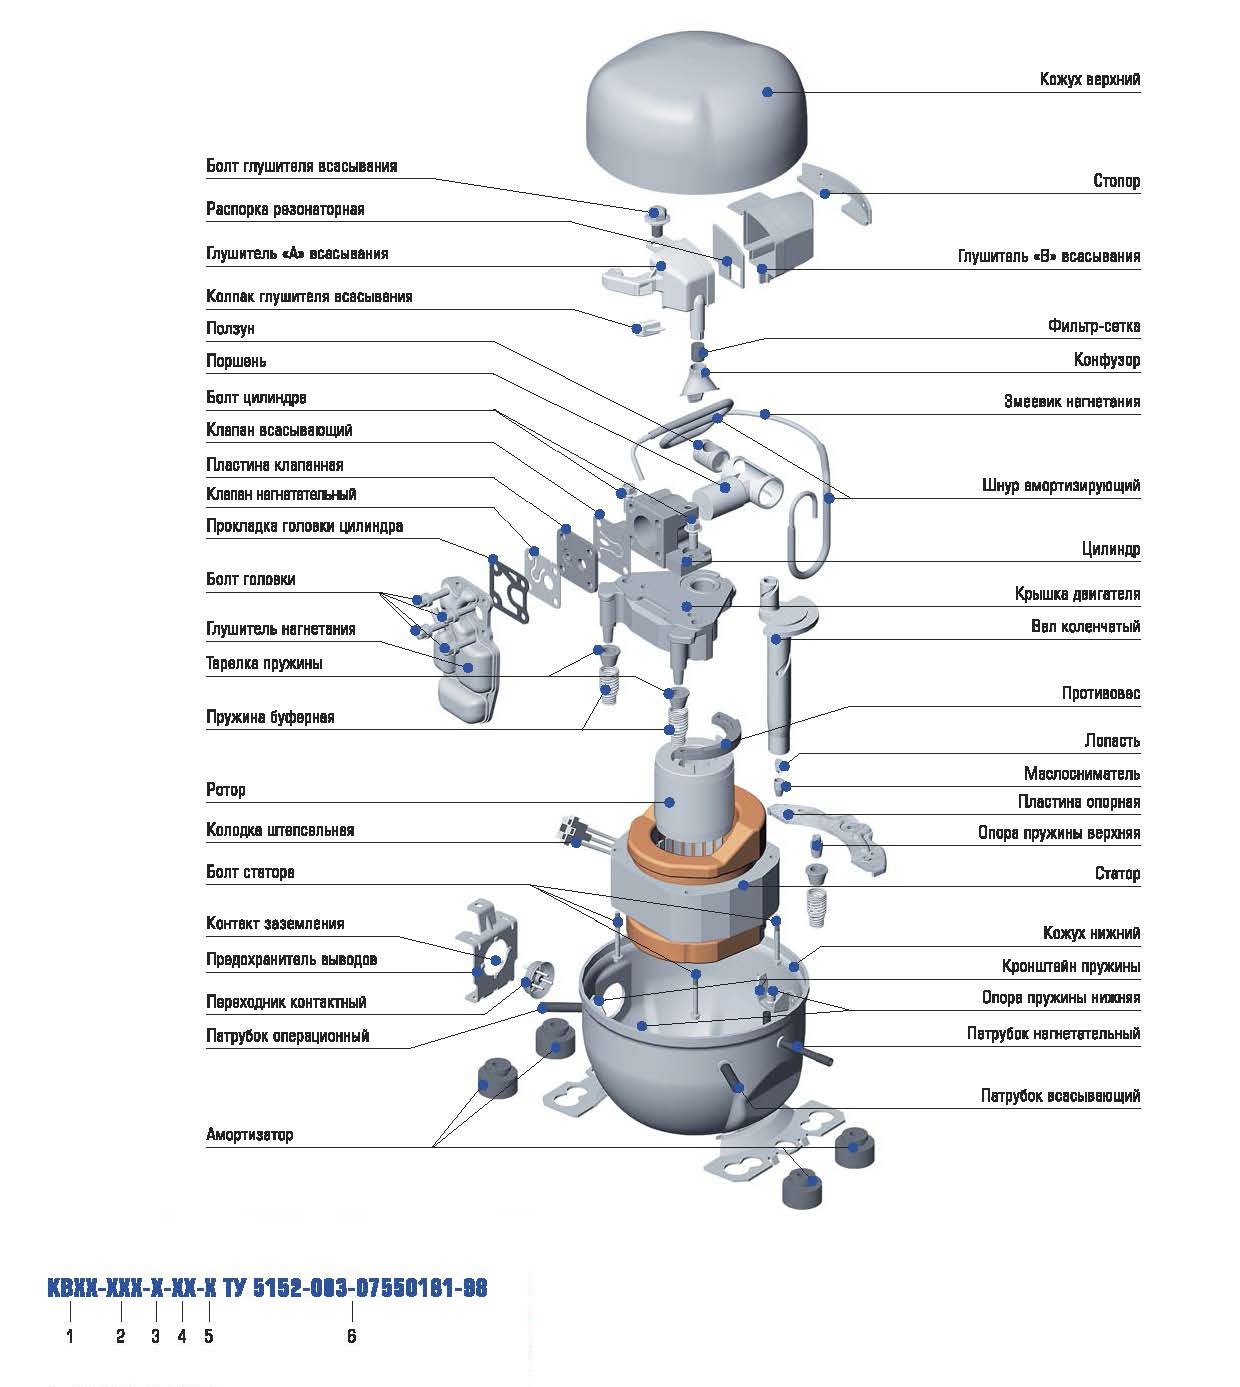 Кожух верхний
Болт глушителя всасывания
Стопор
Распорка резонаторная
Глушитель «А» всасывания
Глушитель «В» всасывания
Колпак глушителя всасывания
Ползун
Фильтр-сетка
Поршень
Конфузор
Болт цилиндра
Змеевик нагнетания
Клапан всасывающий
Пластина клапанная
Шнур амортизирующий
Клапан нагнетательный
Прокладка головки цилиндра
Цилиндр
Болт головки
Крышка двигателя
Глушитель нагнетания
Вал коленчатый
Тарелка пружины
Противовес
Пружина буферная
Лопасть
Маслосниматель
Ротор
Пластина опорная
Колодка штепсельная
Опора пружины верхняя
Болт статора
Статор
Контакт заземления
Кожух нижний
Предохранитель выводов
Кронштейн пружины
Переходник контактный
Опора пружины нижняя
Патрубок операционный
Патрубок нагнетательный
Патрубок всасывающий
Амортизатор
КВХХ-ХХХ-Х-ХХ-Х ТУ 5152-003-07550161-98
1 2 3 4 5 6